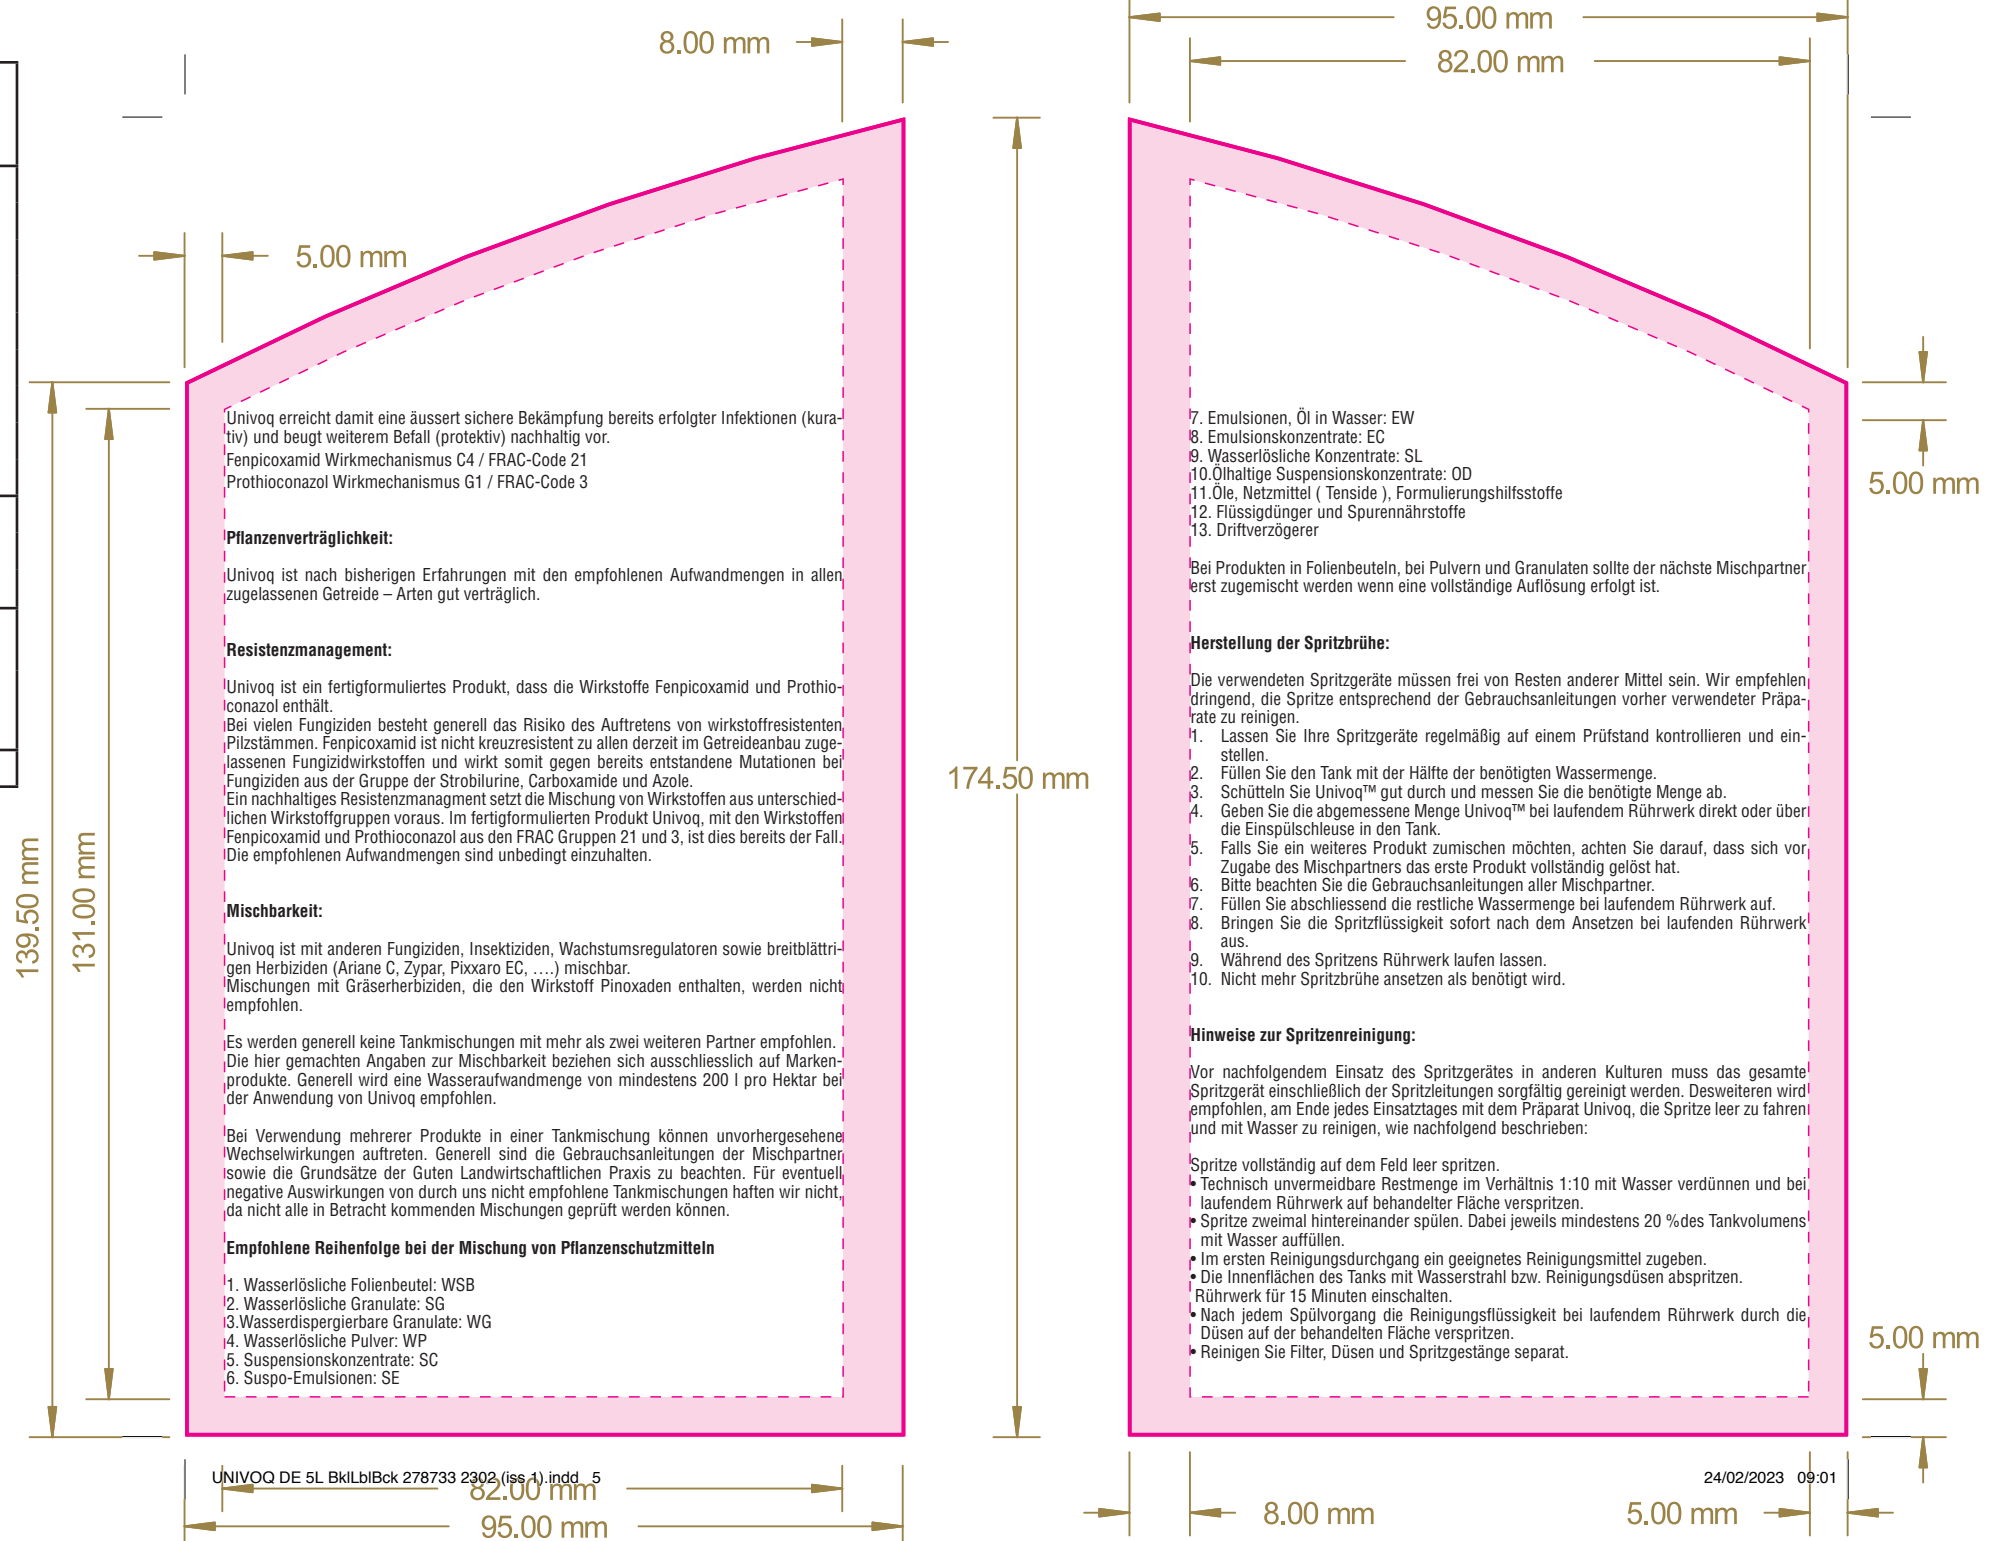 8.00 mm
5.00 mm
139.50 mm
131.00 mm
Univoq erreicht damit eine äussert sichere Bekämpfung bereits erfolgter Infektionen (kura-
tiv) und beugt weiterem Befall (protektiv) nachhaltig vor.
Fenpicoxamid Wirkmechanismus C4 / FRAC-Code 21
Prothioconazol Wirkmechanismus G1 / FRAC-Code 3
Pflanzenverträglichkeit:
Univoq ist nach bisherigen Erfahrungen mit den empfohlenen Aufwandmengen in allen
zugelassenen Getreide – Arten gut verträglich.
Resistenzmanagement:
Univoq ist ein fertigformuliertes Produkt, dass die Wirkstoffe Fenpicoxamid und Prothio-
conazol enthält.
Bei vielen Fungiziden besteht generell das Risiko des Auftretens von wirkstoffresistenten
Pilzstämmen. Fenpicoxamid ist nicht kreuzresistent zu allen derzeit im Getreideanbau zuge-
lassenen Fungizidwirkstoffen und wirkt somit gegen bereits entstandene Mutationen bei
Fungiziden aus der Gruppe der Strobilurine, Carboxamide und Azole.
Ein nachhaltiges Resistenzmanagment setzt die Mischung von Wirkstoffen aus unterschied-
lichen Wirkstoffgruppen voraus. Im fertigformulierten Produkt Univoq, mit den Wirkstoffen
Fenpicoxamid und Prothioconazol aus den FRAC Gruppen 21 und 3, ist dies bereits der Fall.
Die empfohlenen Aufwandmengen sind unbedingt einzuhalten.
Mischbarkeit:
Univoq ist mit anderen Fungiziden, Insektiziden, Wachstumsregulatoren sowie breitblättri-
gen Herbiziden (Ariane C, Zypar, Pixxaro EC, ….) mischbar.
Mischungen mit Gräserherbiziden, die den Wirkstoff Pinoxaden enthalten, werden nicht
empfohlen.
Es werden generell keine Tankmischungen mit mehr als zwei weiteren Partner empfohlen.
Die hier gemachten Angaben zur Mischbarkeit beziehen sich ausschliesslich auf Marken-
produkte. Generell wird eine Wasseraufwandmenge von mindestens 200 l pro Hektar bei
der Anwendung von Univoq empfohlen.
Bei Verwendung mehrerer Produkte in einer Tankmischung können unvorhergesehene
Wechselwirkungen auftreten. Generell sind die Gebrauchsanleitungen der Mischpartner
sowie die Grundsätze der Guten Landwirtschaftlichen Praxis zu beachten. Für eventuell
negative Auswirkungen von durch uns nicht empfohlene Tankmischungen haften wir nicht,
da nicht alle in Betracht kommenden Mischungen geprüft werden können.
Empfohlene Reihenfolge bei der Mischung von Pflanzenschutzmitteln
1. Wasserlösliche Folienbeutel: WSB
2. Wasserlösliche Granulate: SG
3.Wasserdispergierbare Granulate: WG
4. Wasserlösliche Pulver: WP
5. Suspensionskonzentrate: SC
6. Suspo-Emulsionen: SE
UNIVOQ DE 5L BklLblBck 278733 2302 (iss 1).indd 5
82.00 mm
95.00 mm
174.50 mm
95.00 mm
82.00 mm
5.00 mm
7. Emulsionen, Öl in Wasser: EW
8. Emulsionskonzentrate: EC
9. Wasserlösliche Konzentrate: SL
10.Ölhaltige Suspensionskonzentrate: OD
11.Öle, Netzmittel ( Tenside ), Formulierungshilfsstoffe
12. Flüssigdünger und Spurennährstoffe
13. Driftverzögerer
Bei Produkten in Folienbeuteln, bei Pulvern und Granulaten sollte der nächste Mischpartner
erst zugemischt werden wenn eine vollständige Auflösung erfolgt ist.
Herstellung der Spritzbrühe:
Die verwendeten Spritzgeräte müssen frei von Resten anderer Mittel sein. Wir empfehlen
dringend, die Spritze entsprechend der Gebrauchsanleitungen vorher verwendeter Präpa-
rate zu reinigen.
1. Lassen Sie Ihre Spritzgeräte regelmäßig auf einem Prüfstand kontrollieren und ein-
stellen.
2. Füllen Sie den Tank mit der Hälfte der benötigten Wassermenge.
3. Schütteln Sie Univoq™ gut durch und messen Sie die benötigte Menge ab.
4. Geben Sie die abgemessene Menge Univoq™ bei laufendem Rührwerk direkt oder über
die Einspülschleuse in den Tank.
5. Falls Sie ein weiteres Produkt zumischen möchten, achten Sie darauf, dass sich vor
Zugabe des Mischpartners das erste Produkt vollständig gelöst hat.
6. Bitte beachten Sie die Gebrauchsanleitungen aller Mischpartner.
7. Füllen Sie abschliessend die restliche Wassermenge bei laufendem Rührwerk auf.
8. Bringen Sie die Spritzflüssigkeit sofort nach dem Ansetzen bei laufenden Rührwerk
aus.
9. Während des Spritzens Rührwerk laufen lassen.
10. Nicht mehr Spritzbrühe ansetzen als benötigt wird.
Hinweise zur Spritzenreinigung:
Vor nachfolgendem Einsatz des Spritzgerätes in anderen Kulturen muss das gesamte
Spritzgerät einschließlich der Spritzleitungen sorgfältig gereinigt werden. Desweiteren wird
empfohlen, am Ende jedes Einsatztages mit dem Präparat Univoq, die Spritze leer zu fahren
und mit Wasser zu reinigen, wie nachfolgend beschrieben:
Spritze vollständig auf dem Feld leer spritzen.
• Technisch unvermeidbare Restmenge im Verhältnis 1:10 mit Wasser verdünnen und bei
laufendem Rührwerk auf behandelter Fläche verspritzen.
• Spritze zweimal hintereinander spülen. Dabei jeweils mindestens 20 %des Tankvolumens
mit Wasser auffüllen.
• Im ersten Reinigungsdurchgang ein geeignetes Reinigungsmittel zugeben.
• Die Innenflächen des Tanks mit Wasserstrahl bzw. Reinigungsdüsen abspritzen.
Rührwerk für 15 Minuten einschalten.
• Nach jedem Spülvorgang die Reinigungsflüssigkeit bei laufendem Rührwerk durch die
Düsen auf der behandelten Fläche verspritzen.
• Reinigen Sie Filter, Düsen und Spritzgestänge separat.
5.00 mm
24/02/2023 09:01
8.00 mm
5.00 mm